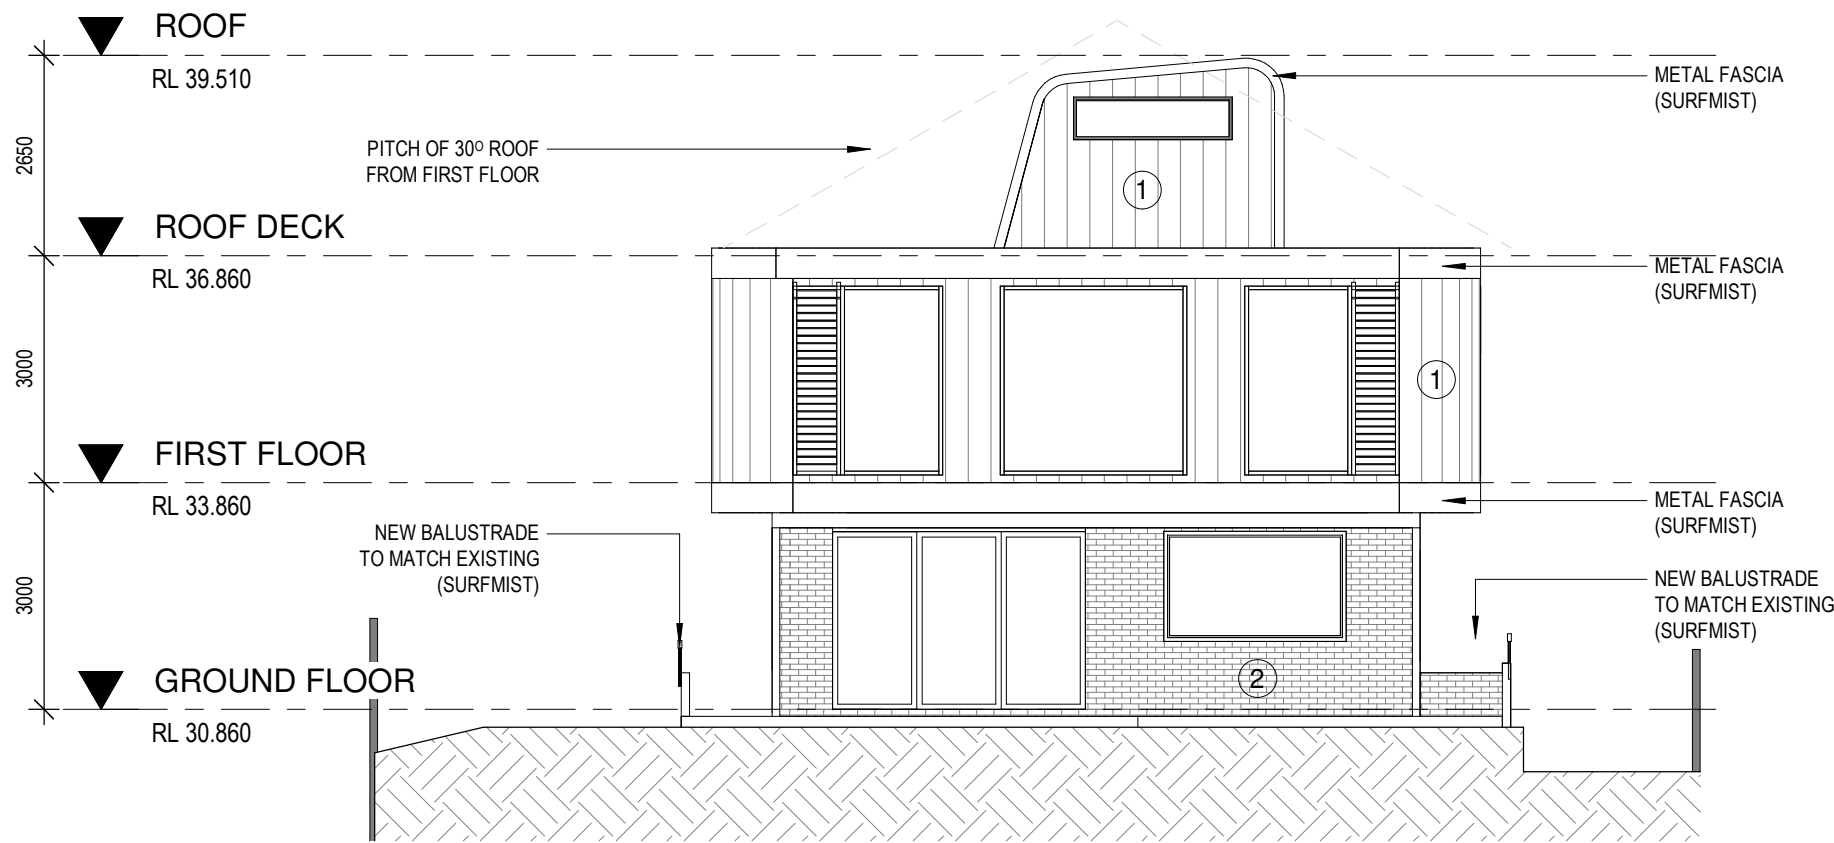 ROOF
RL 39.510
METAL FASCIA
(SURFMIST)
2650
PITCH OF 30º ROOF
FROM FIRST FLOOR
1
ROOF DECK
RL 36.860
METAL FASCIA
(SURFMIST)
3000
1
FIRST FLOOR
RL 33.860
METAL FASCIA
(SURFMIST)
NEW BALUSTRADE
TO MATCH EXISTING
(SURFMIST)
3000
NEW BALUSTRADE
TO MATCH EXISTING
(SURFMIST)
GROUND FLOOR
2
RL 30.860